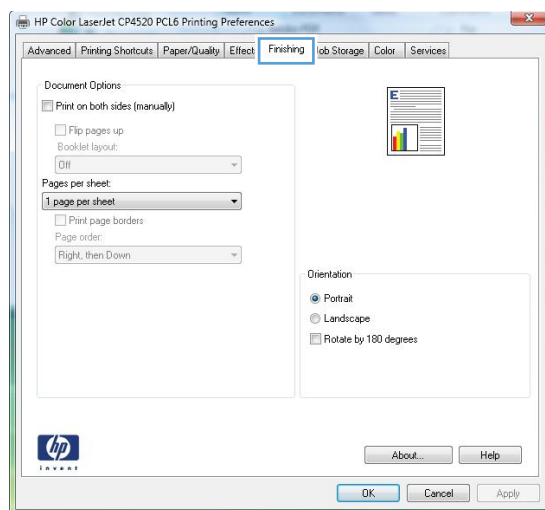 HP Color LaserJet CP4520 PCL6 Printing Preferences
Advanced Printing Shortcuts Paper/Quality Effect Finishing ob Storage Color Services
Document Options
Print on both sides (manually)
Flip pages up
Booklet layout:
Off
Pages per sheet:
1 page per sheet
Print page borders
Page order:
Right, then Down
E
Orientation
Portrait
Landscape
Rotate by 180 degrees
hp
invent
About... Help
OK Cancel Apply